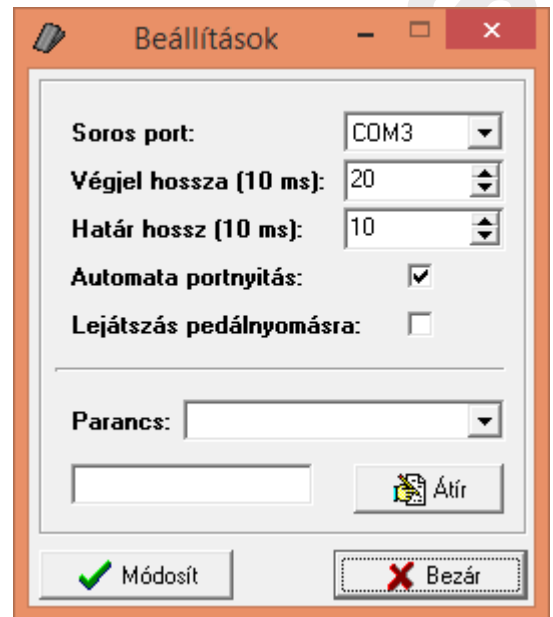 Beállítások
Soros port: COM3
Végjel hossza (10 ms): 20
Határ hossz (10 ms): 10
Automata portnyitás:
Lejátszás pedálnyomásra:
Parancs:
Átír
Módosít Bezár